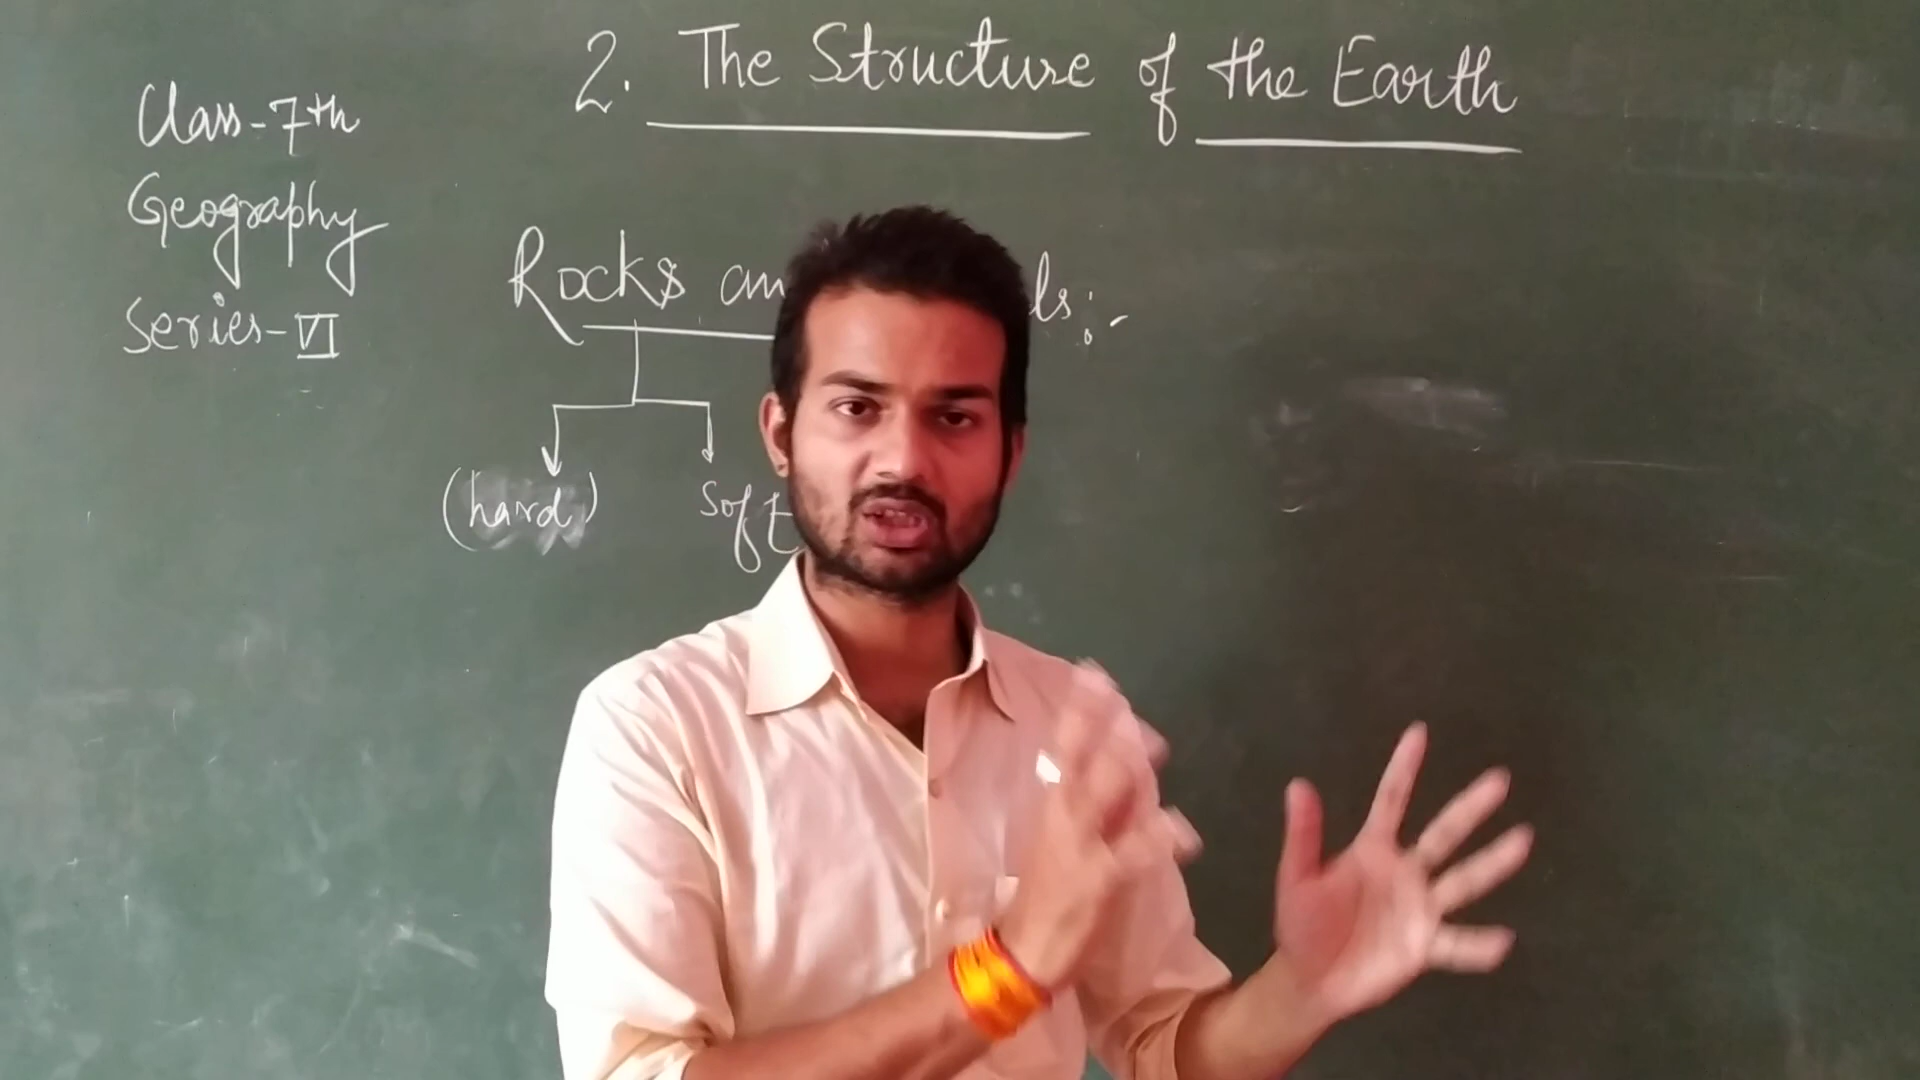 2. The Structure of the Earth
Class-7th
Geography
Series-VI
Rocks
:-
(hard) Soft